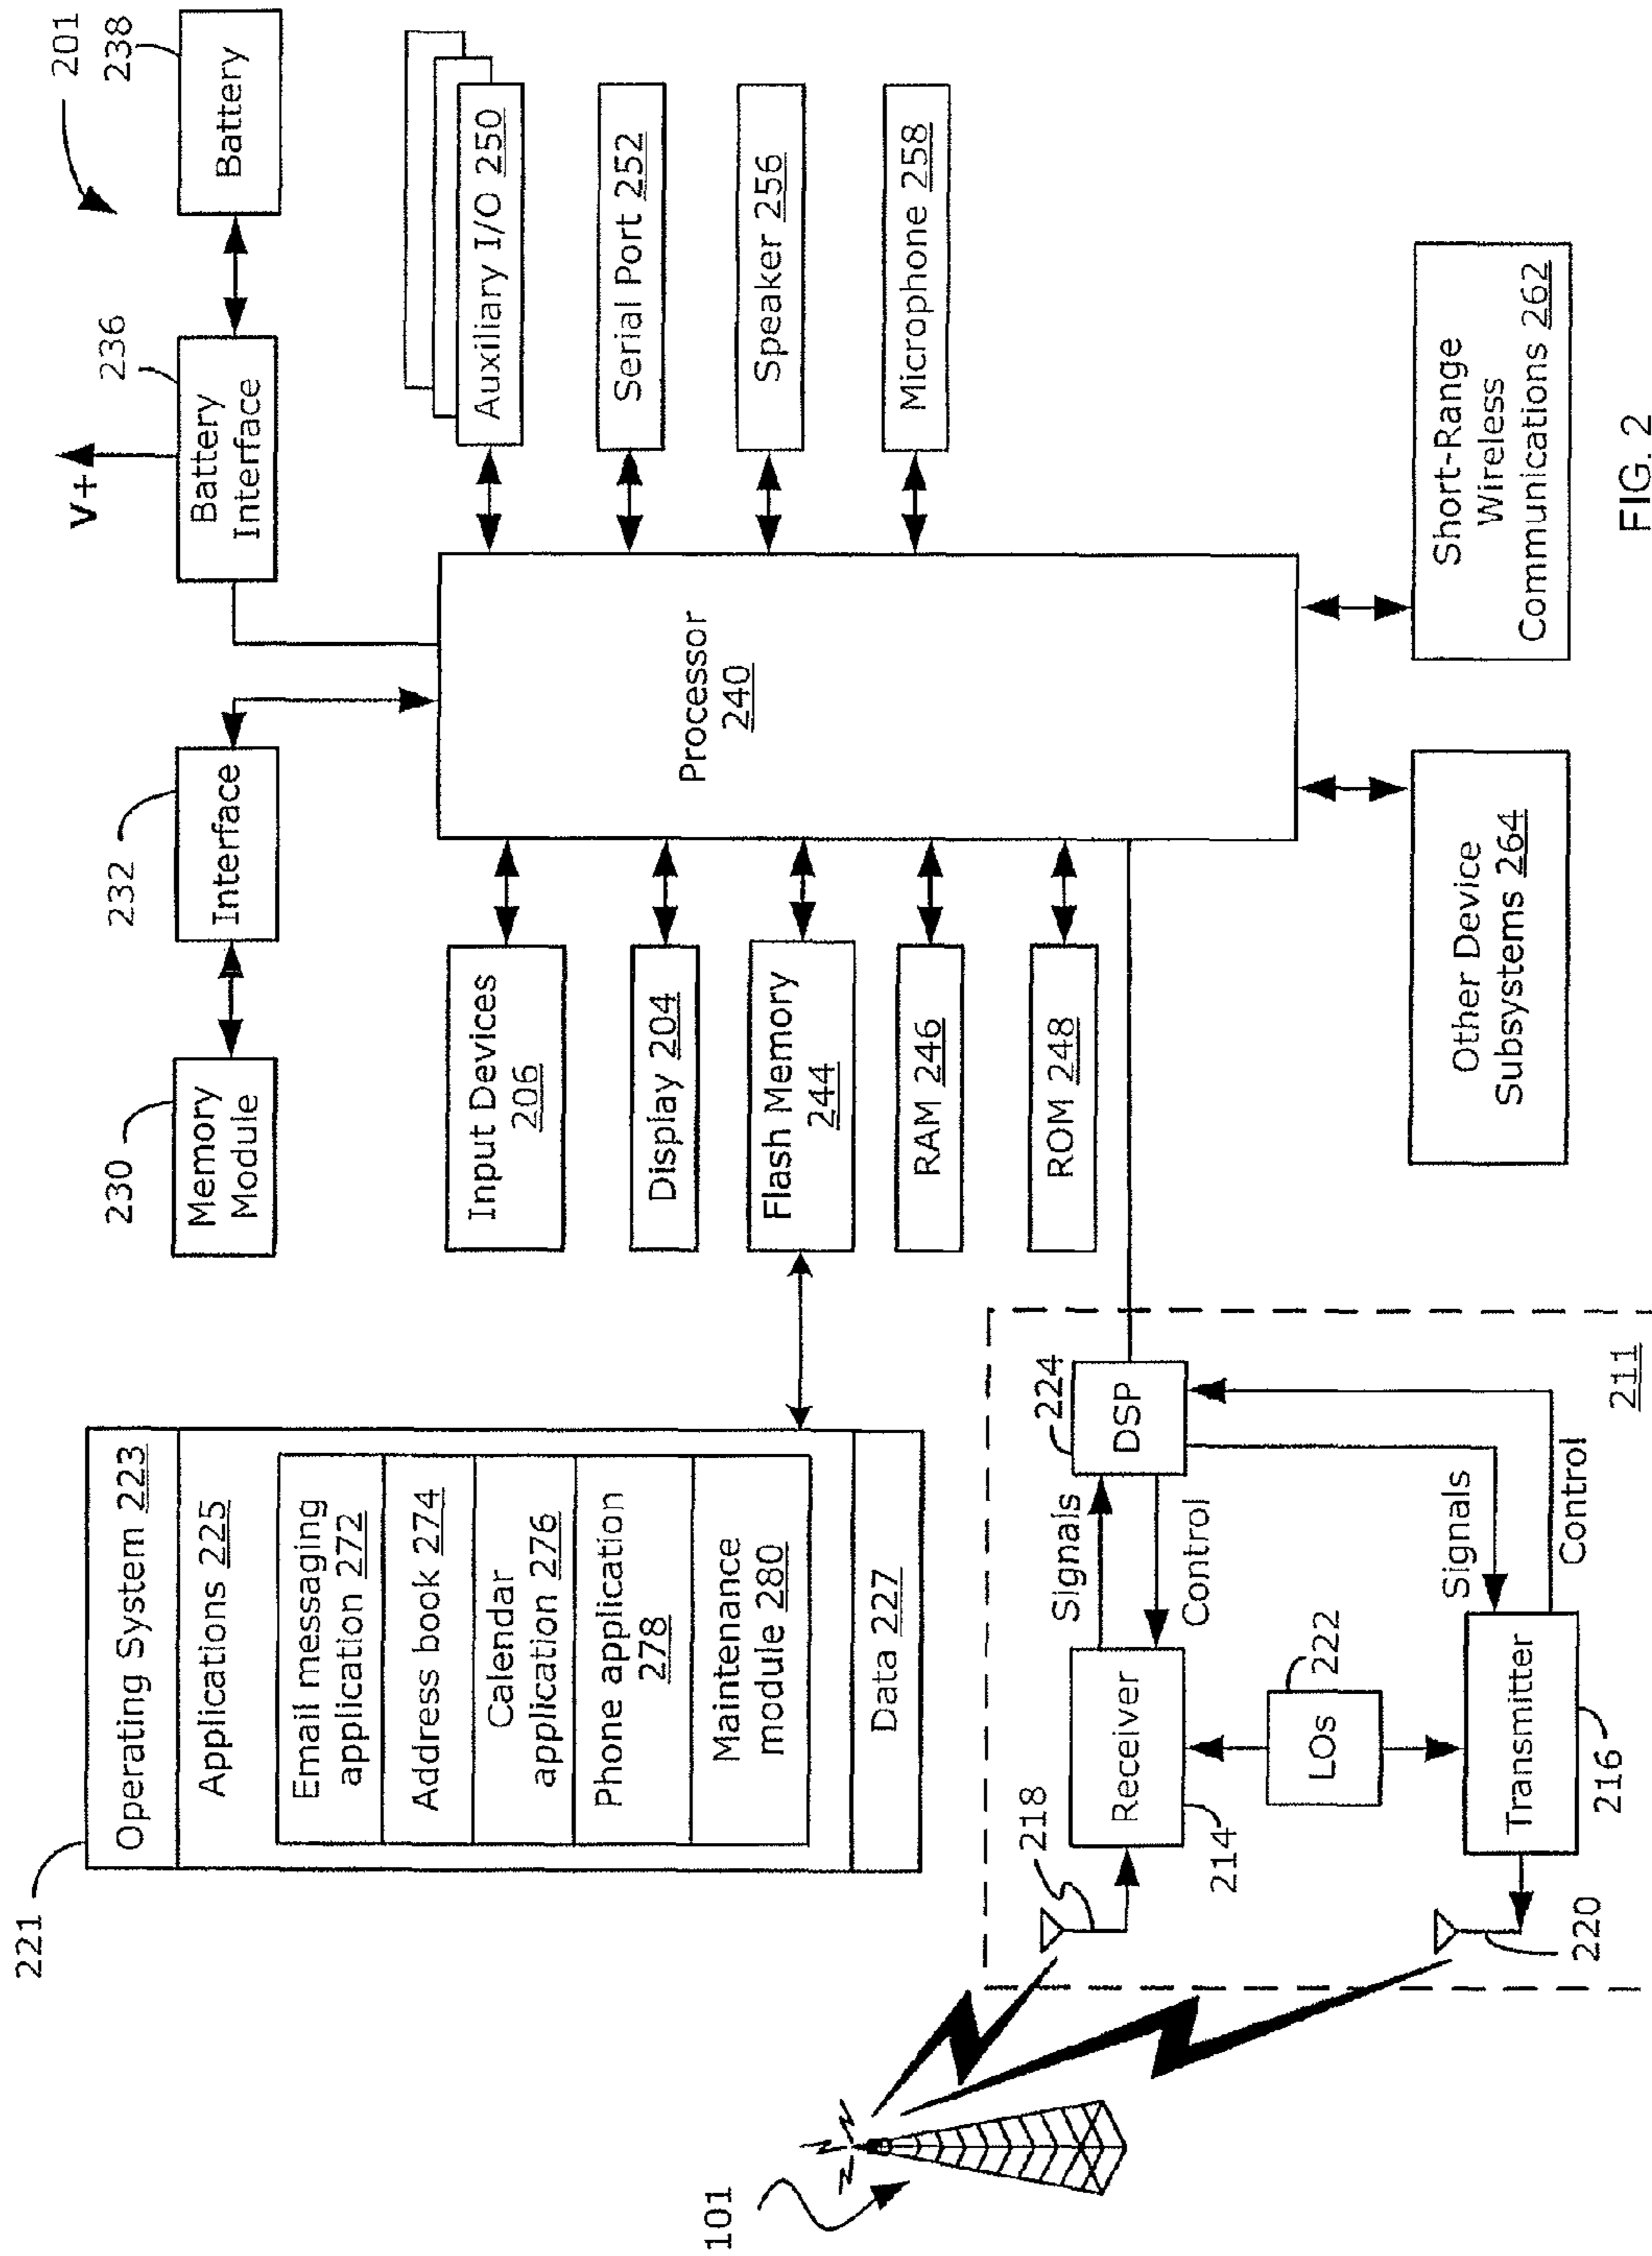 221
Operating System 223
Applications 225
Email messaging
application 272
Address book 274
Calendar
application 276
Phone application
278
Maintenance
module 280
Data 227
230
Memory
Module
232
Interface
V+
236
Battery
Interface
201
238
Battery
Input Devices
206
Display 204
Flash Memory
244
RAM 246
ROM 248
Processor
240
Auxiliary I/O 250
Serial Port 252
Speaker 256
Microphone 258
101
218
Receiver
214
Signals
Control
224
DSP
LOs
222
Signals
Control
Transmitter
216
220
211
Other Device
Subsystems 264
Short-Range
Wireless
Communications 262
FIG. 2